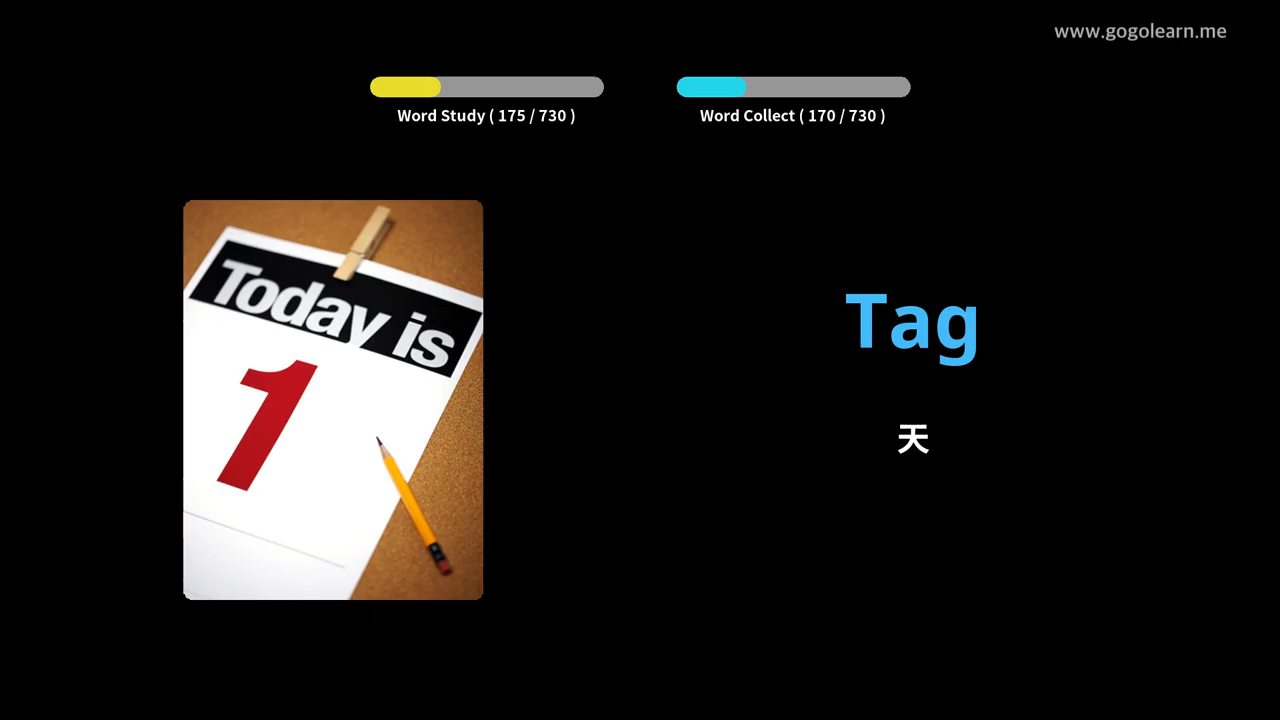 www.gogolearn.me
Word Study ( 175 / 730 )
Word Collect ( 170 / 730 )
Today is
1
Tag
天